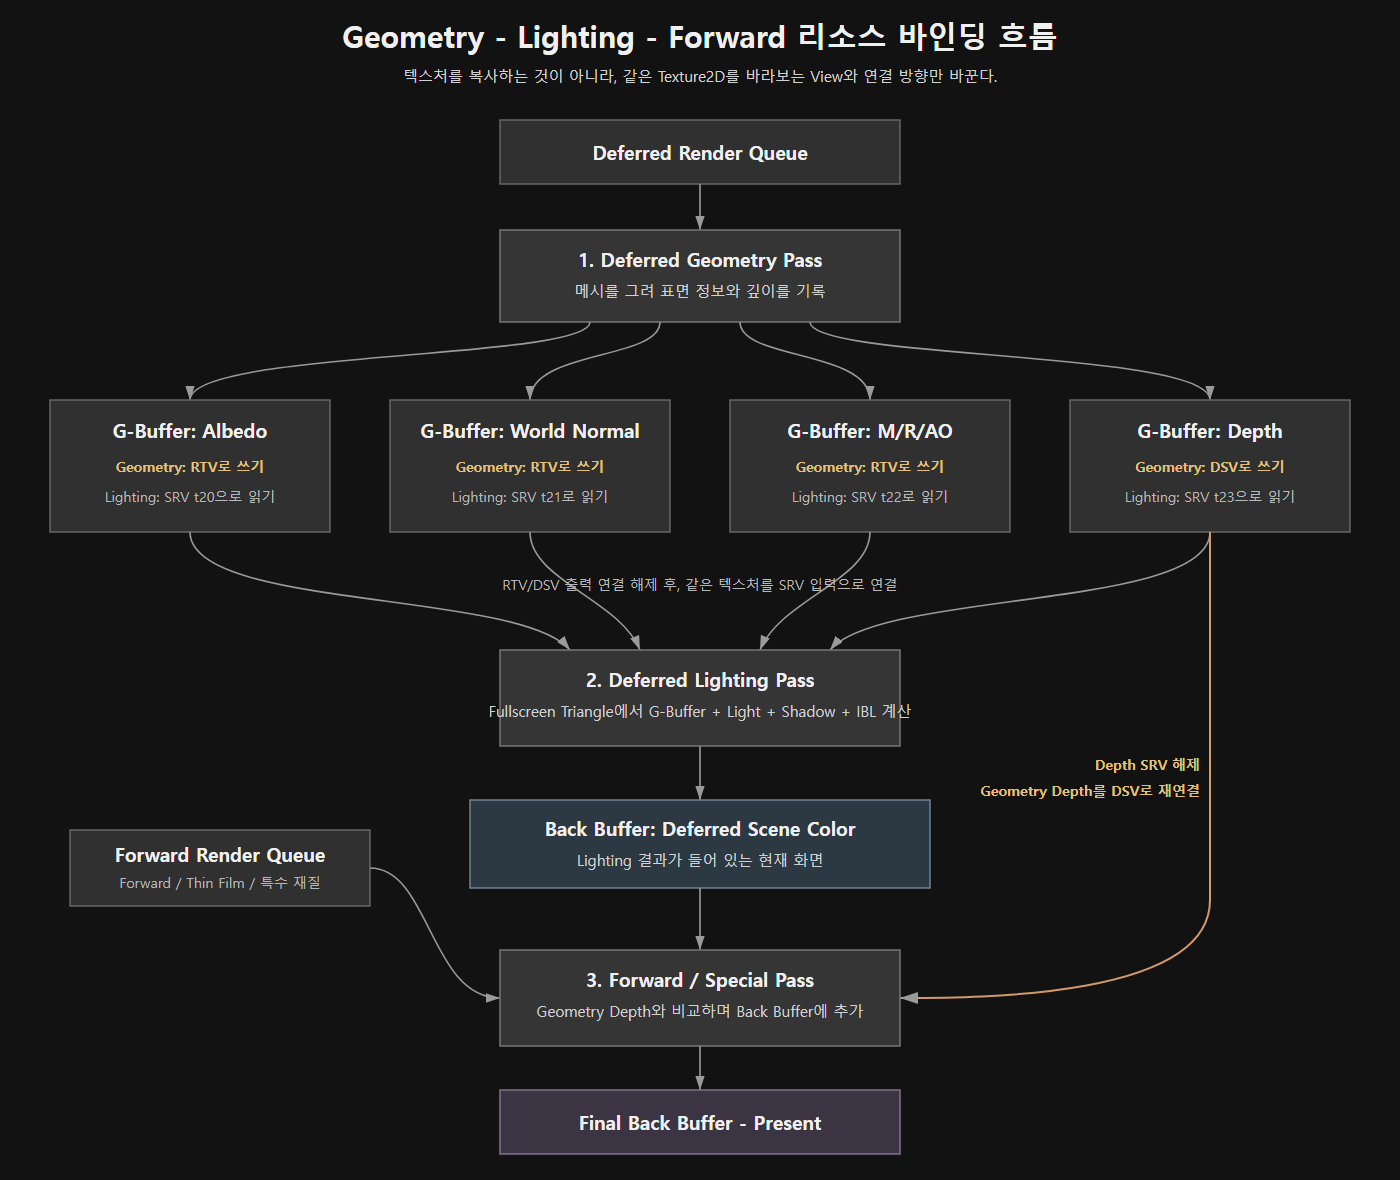 Geometry - Lighting - Forward 리소스 바인딩 흐름
텍스처를 복사하는 것이 아니라, 같은 Texture2D를 바라보는 View와 연결 방향만 바꾼다.
Deferred Render Queue
1. Deferred Geometry Pass
메시를 그려 표면 정보와 깊이를 기록
G-Buffer: Albedo
Geometry: RTV로 쓰기
Lighting: SRV t20으로 읽기
G-Buffer: World Normal
Geometry: RTV로 쓰기
Lighting: SRV t21로 읽기
G-Buffer: M/R/AO
Geometry: RTV로 쓰기
Lighting: SRV t22로 읽기
G-Buffer: Depth
Geometry: DSV로 쓰기
Lighting: SRV t23으로 읽기
RTV/DSV 출력 연결 해제 후, 같은 텍스처를 SRV 입력으로 연결
2. Deferred Lighting Pass
Fullscreen Triangle에서 G-Buffer + Light + Shadow + IBL 계산
Depth SRV 해제
Geometry Depth를 DSV로 재연결
Back Buffer: Deferred Scene Color
Lighting 결과가 들어 있는 현재 화면
Forward Render Queue
Forward / Thin Film / 특수 재질
3. Forward / Special Pass
Geometry Depth와 비교하며 Back Buffer에 추가
Final Back Buffer - Present